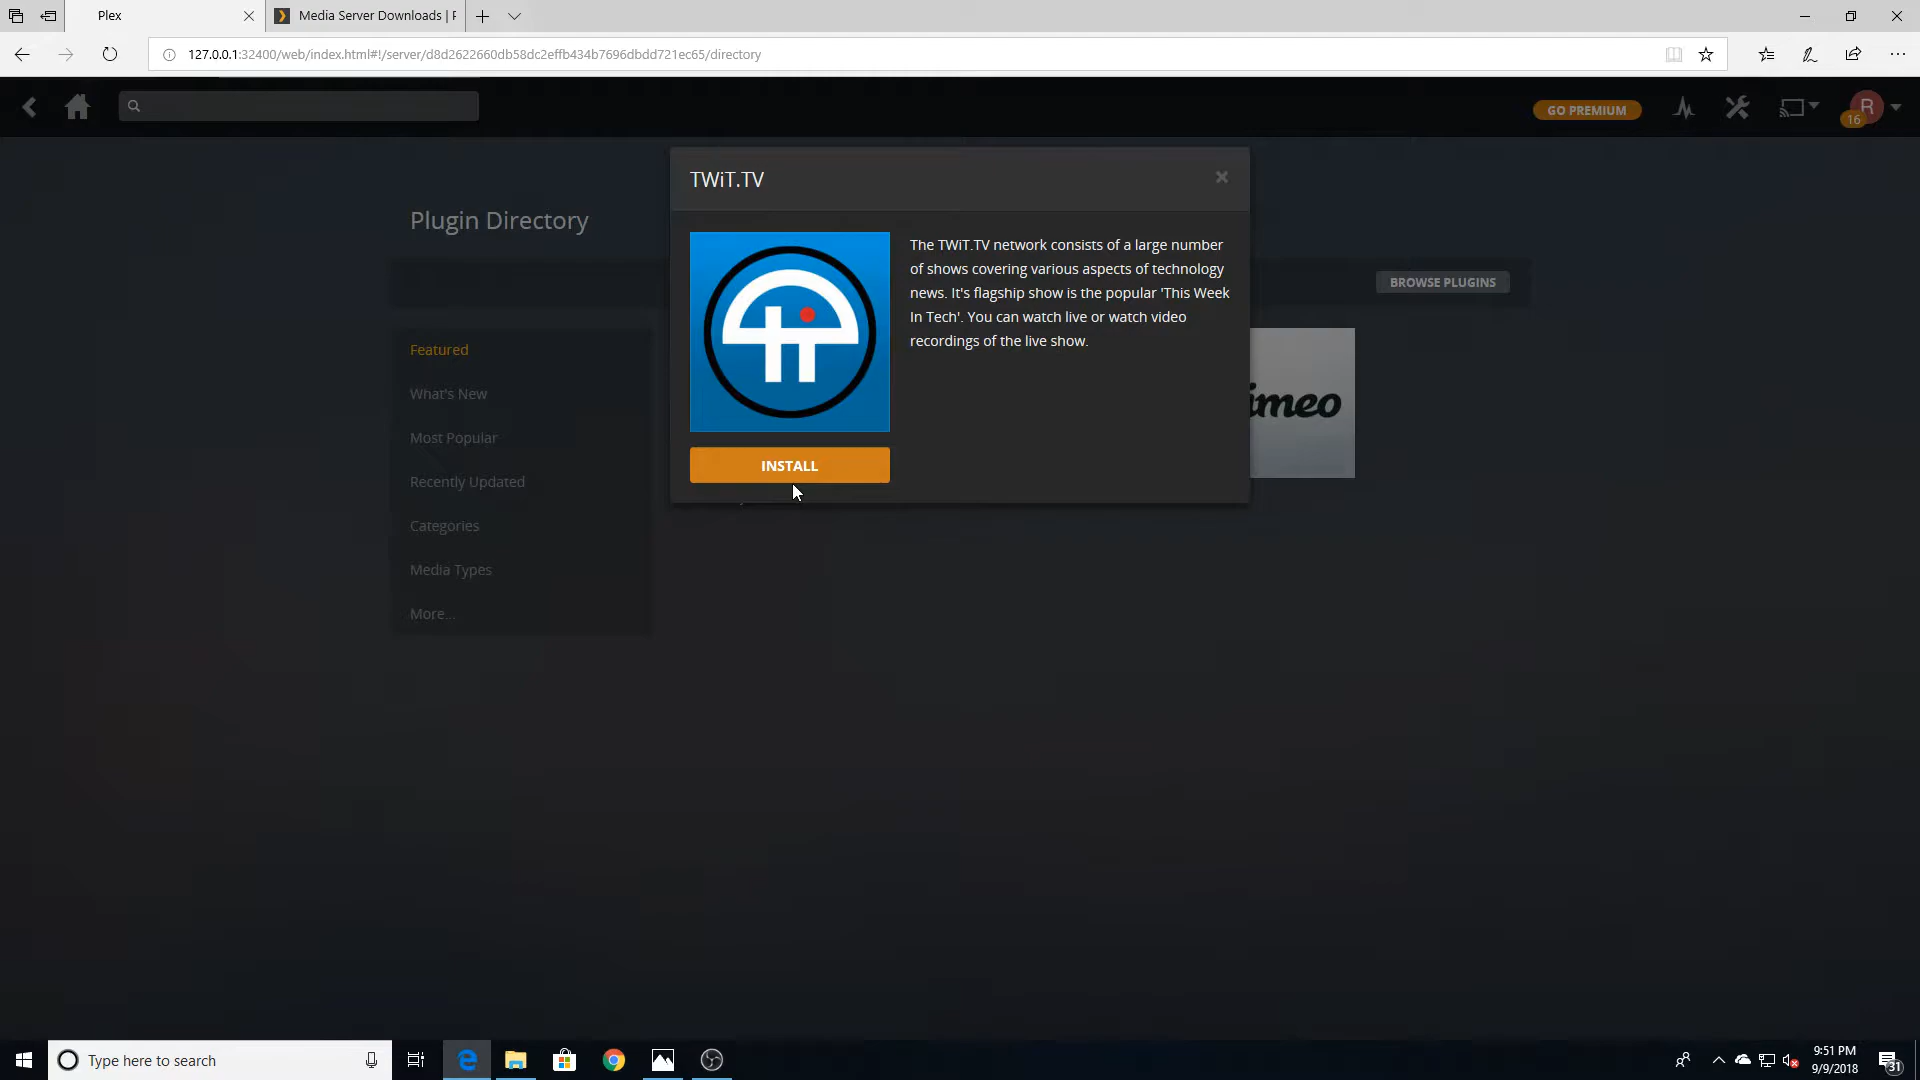 Plex
Media Server Downloads | P
127.0.0.1:32400/web/index.html#!/server/d8d2622660db58dc2effb434b7696dbdd721ec65/directory
GO PREMIUM
R
16
TWiT.TV
Plugin Directory
The TWiT.TV network consists of a large number
of shows covering various aspects of technology
news. It's flagship show is the popular 'This Week
In Tech'. You can watch live or watch video
recordings of the live show.
BROWSE PLUGINS
Featured
What's New
Most Popular
Recently Updated
Categories
Media Types
More...
imeo
INSTALL
Type here to search
9:51 PM
9/9/2018
31